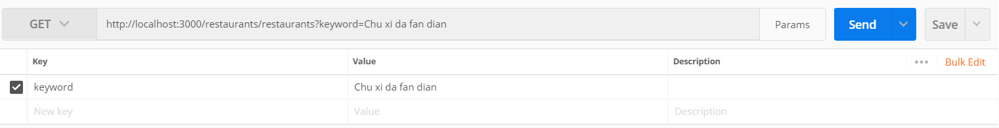 GET http://localhost:3000/restaurants/restaurants?keyword=Chu xi da fan dian Params Send Save
Key Value Description ••• Bulk Edit
keyword Chu xi da fan dian
New key Value Description